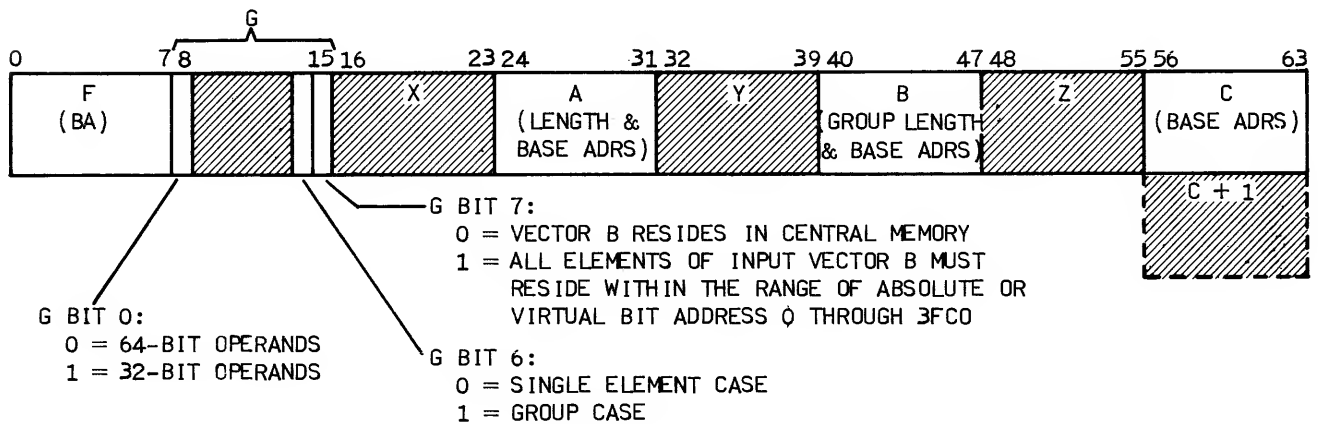 G
0 7 8 15 16 23 24 31 32 39 40 47 48 55 56 63
F X A Y B Z C
(BA) (LENGTH & (GROUP LENGTH (BASE ADRS)
BASE ADRS) & BASE ADRS)
C + 1
G BIT 7:
0 = VECTOR B RESIDES IN CENTRAL MEMORY
1 = ALL ELEMENTS OF INPUT VECTOR B MUST
RESIDE WITHIN THE RANGE OF ABSOLUTE OR
VIRTUAL BIT ADDRESS 0 THROUGH 3FC0
G BIT 0:
0 = 64-BIT OPERANDS
1 = 32-BIT OPERANDS
G BIT 6:
0 = SINGLE ELEMENT CASE
1 = GROUP CASE